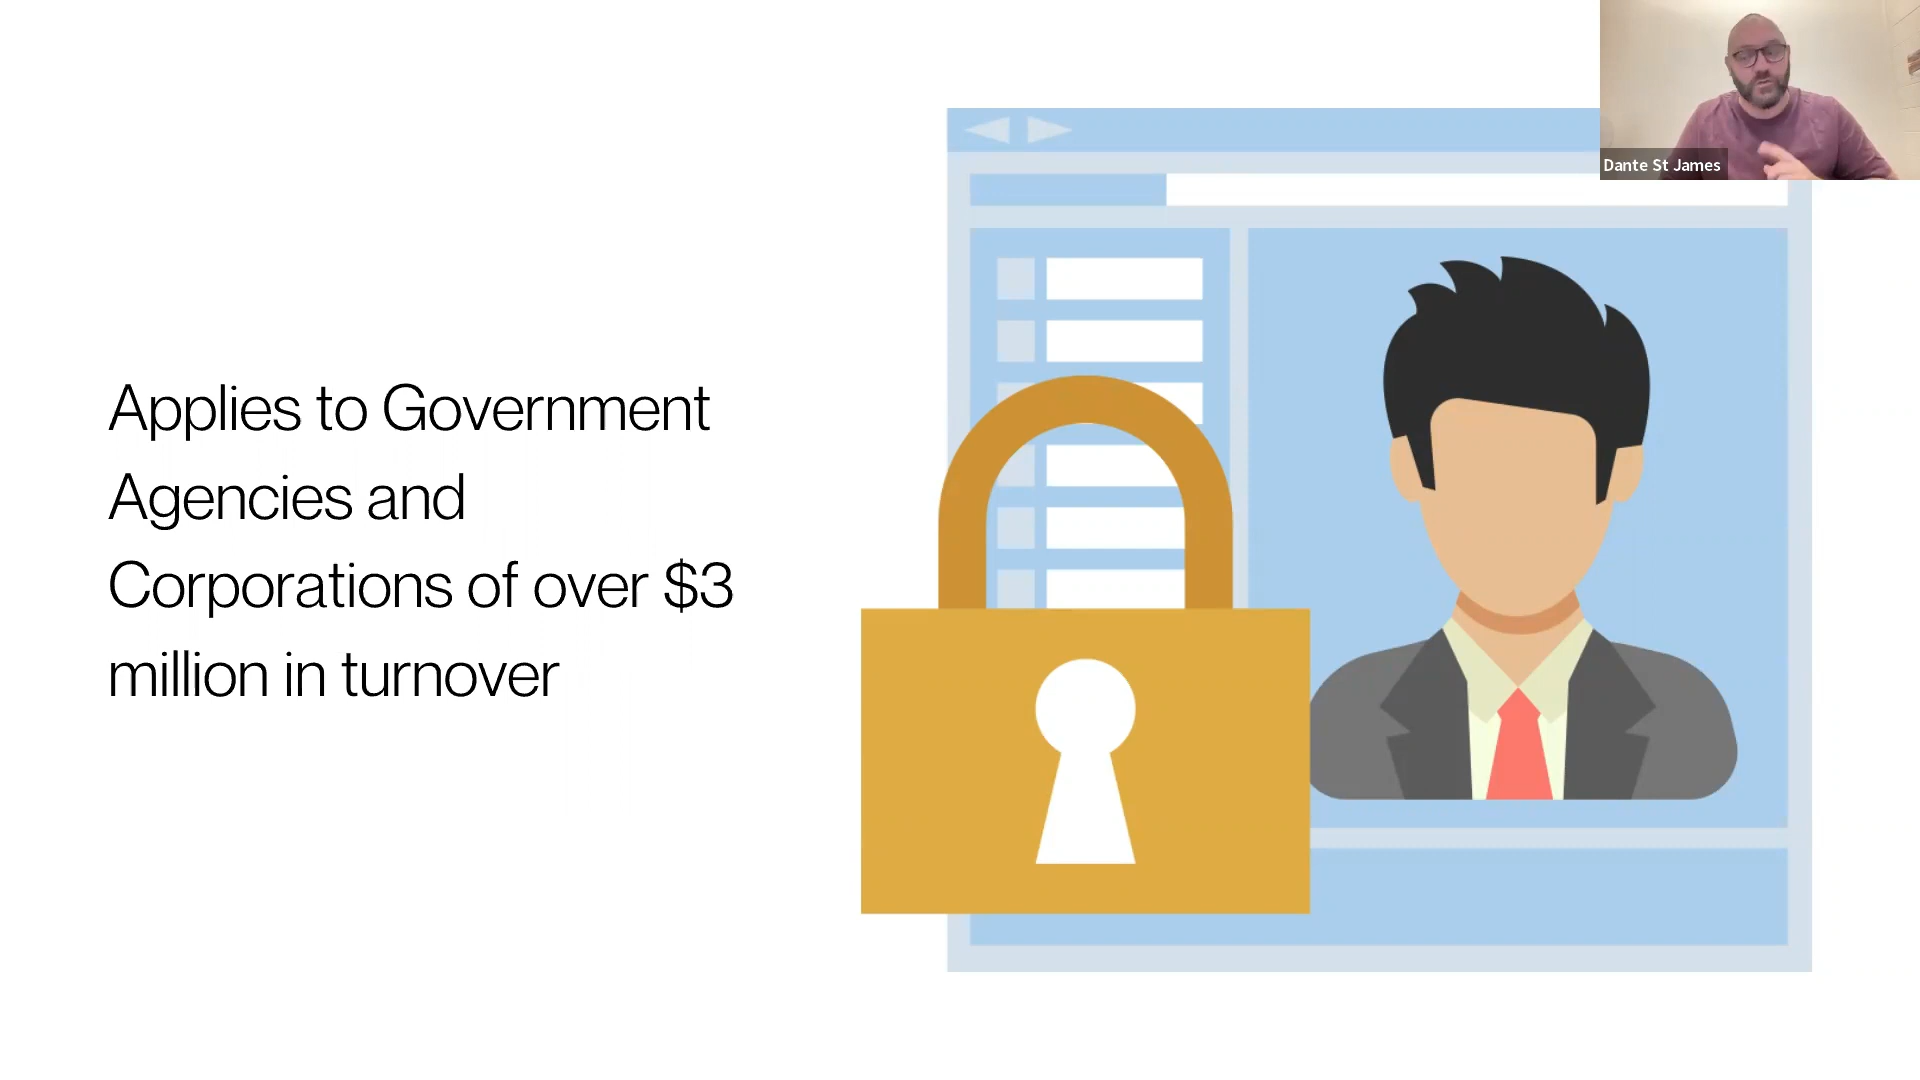 Applies to Government
Agencies and
Corporations of over $3
million in turnover
Dante St James